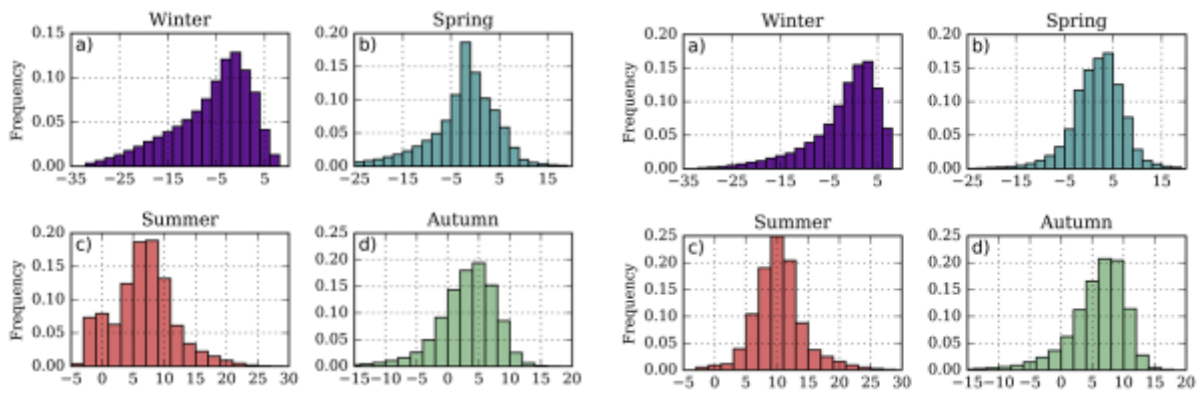 Winter Spring Winter Spring
0.15 0.20 0.20 0.20
a) b) a) b)
0.15 0.15 0.15
0.10
Frequency 0.10 Frequency 0.10 0.10
0.05
0.05 0.05 0.05
0.00 0.00 0.00 0.00
−35 −25 −15 −5 5 −25 −15 −5 5 15 −35 −25 −15 −5 5 −25 −15 −5 5 15
Summer Autumn Summer Autumn
0.20 0.25 0.25 0.25
c) d) c) d)
0.20 0.20 0.20
0.15
0.15 0.15 0.15
Frequency 0.10 Frequency
0.10 0.10 0.10
0.05 0.05 0.05 0.05
0.00 0.00 0.00 0.00
−5 0 5 10 15 20 25 30 −15 −10 −5 0 5 10 15 20 −5 0 5 10 15 20 25 30 −15 −10 −5 0 5 10 15 20